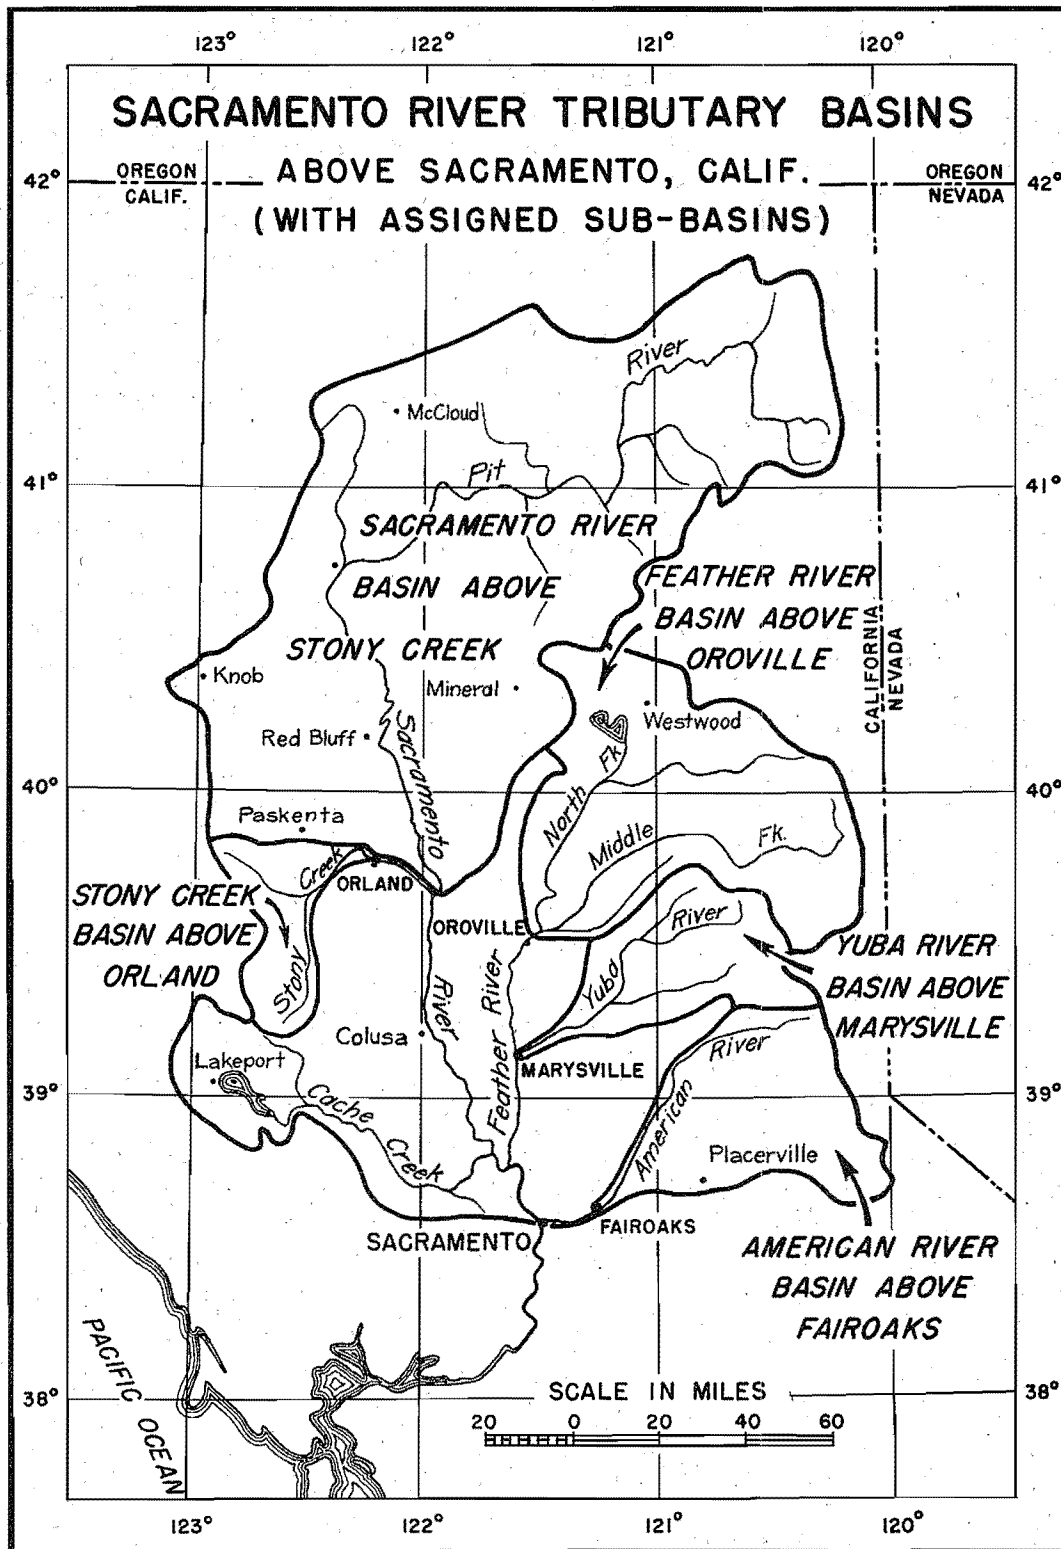 123° 122° 121° 120°
SACRAMENTO RIVER TRIBUTARY BASINS
ABOVE SACRAMENTO, CALIF.
(WITH ASSIGNED SUB-BASINS)
42° OREGON
CALIF.
OREGON 42°
NEVADA
River
McCloud
Pit
41° 41°
SACRAMENTO RIVER
BASIN ABOVE
STONY CREEK
FEATHER RIVER
BASIN ABOVE
OROVILLE
CALIFORNIA
NEVADA
Knob
Mineral
Red Bluff
Sacramento
Westwood
North Fk.
40° 40°
Paskenta
Middle Fk.
Creek
ORLAND
STONY CREEK
BASIN ABOVE
ORLAND
Stony
OROVILLE
River
YUBA RIVER
BASIN ABOVE
MARYSVILLE
Yuba
River
Feather River
Colusa
MARYSVILLE
River
Lakeport
39° 39°
Cache
Creek
American
Placerville
SACRAMENTO
FAIROAKS
AMERICAN RIVER
BASIN ABOVE
FAIROAKS
PACIFIC OCEAN
38° 38°
SCALE IN MILES
20 0 20 40 60
123° 122° 121° 120°